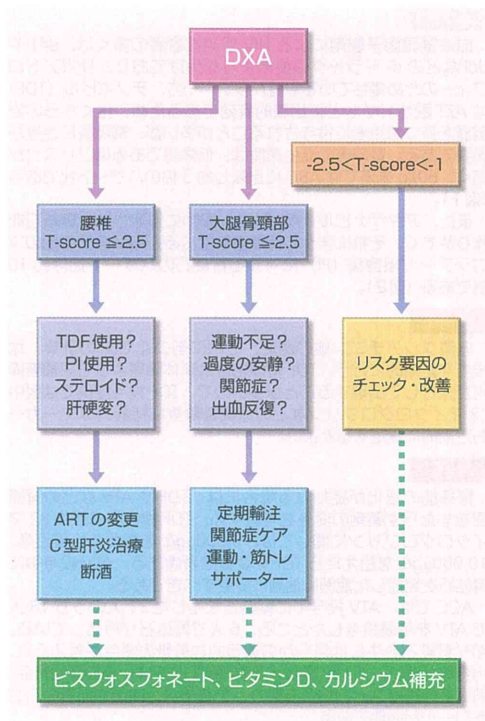 DXA
-2.5<T-score<-1
腰椎
T-score ≦-2.5
大腿骨頸部
T-score ≦-2.5
TDF使用?
PI使用?
ステロイド?
肝硬変?
運動不足?
過度の安静?
関節症?
出血反復?
リスク要因の
チェック・改善
ARTの変更
C型肝炎治療
断酒
定期輸注
関節症ケア
運動・筋トレ
サポーター
ビスフォスフォネート、ビタミンD、カルシウム補充